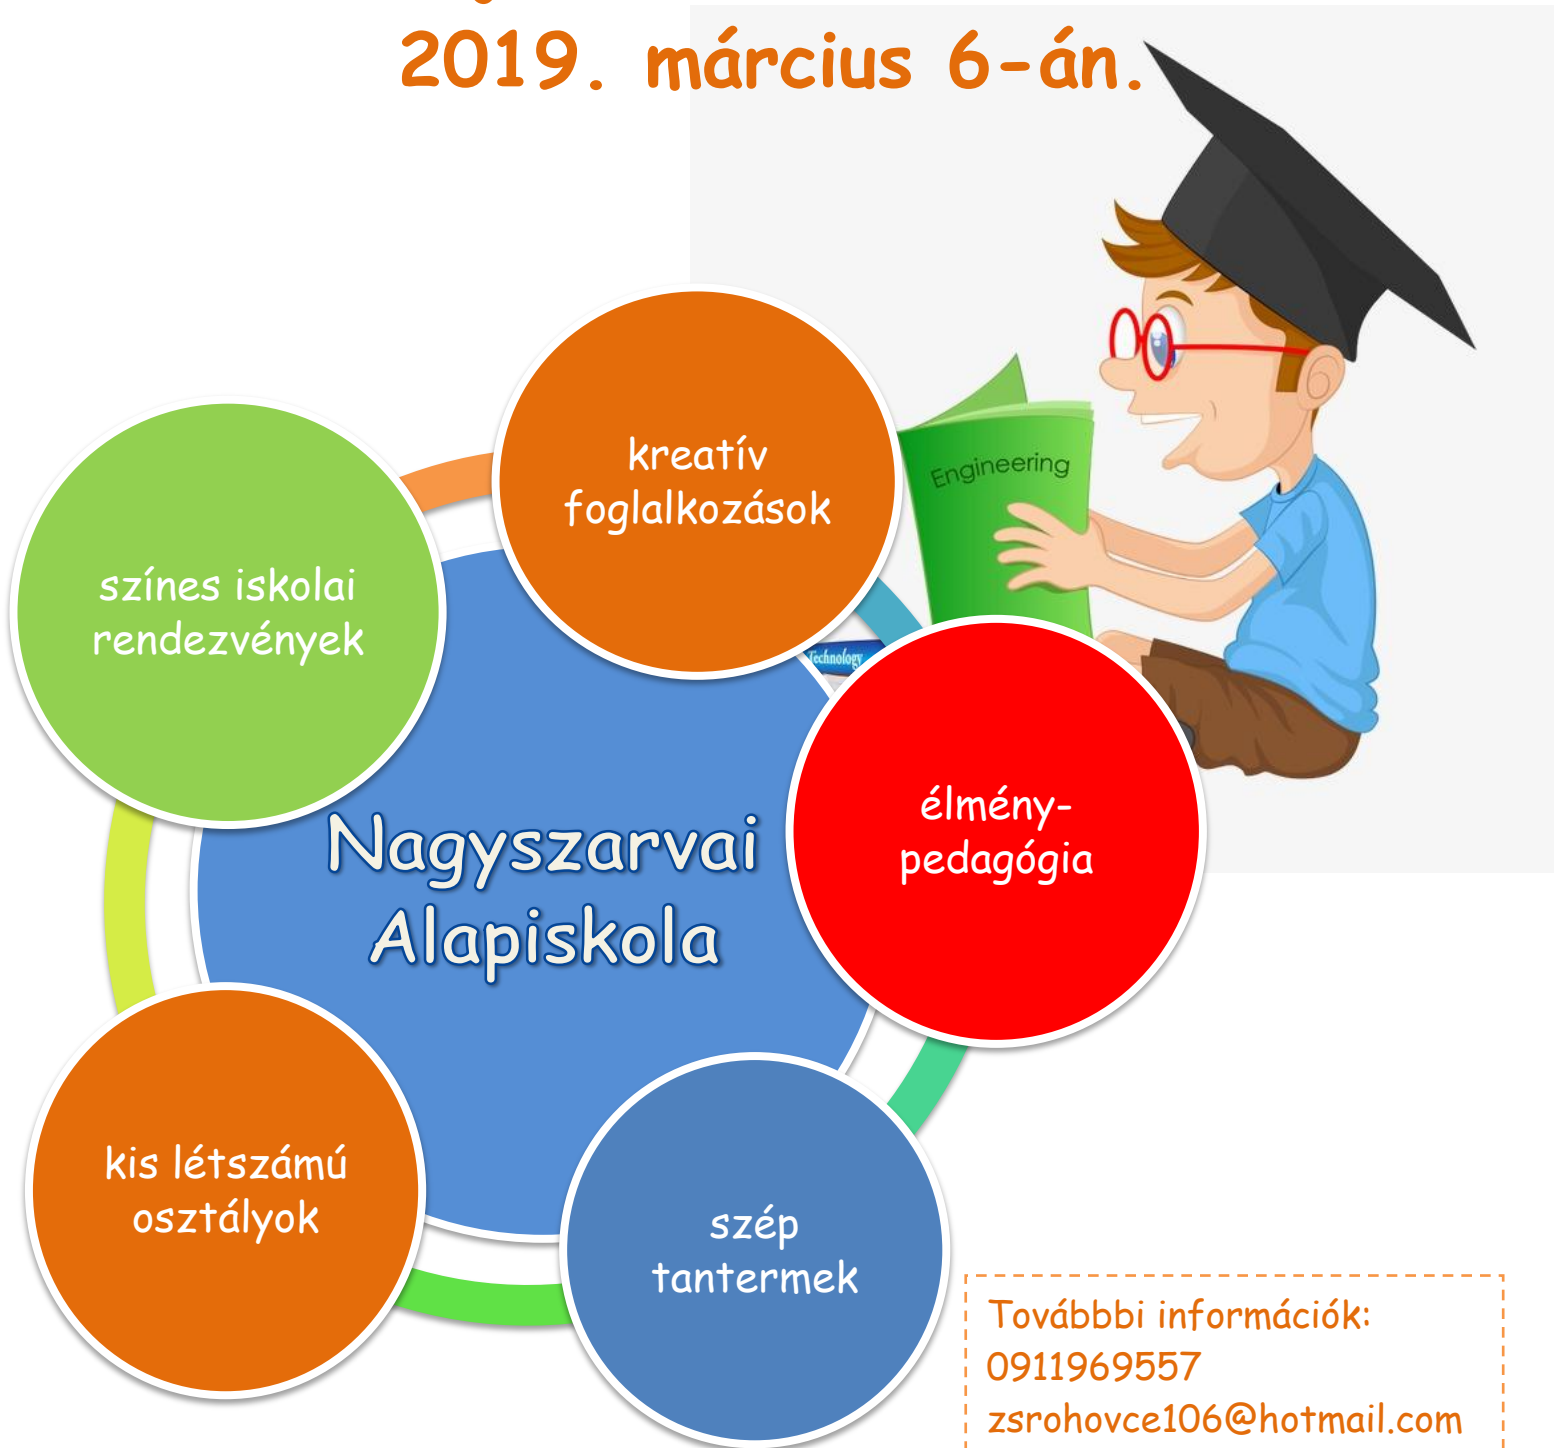 2019. március 6-án.
kreatív
foglalkozások
Engineering
színes iskolai
rendezvények
Technology
élmény-
pedagógia
Nagyszarvai
Alapiskola
kis létszámú
osztályok
szép
tantermek
Továbbbi információk:
0911969557
zsrohovce106@hotmail.com